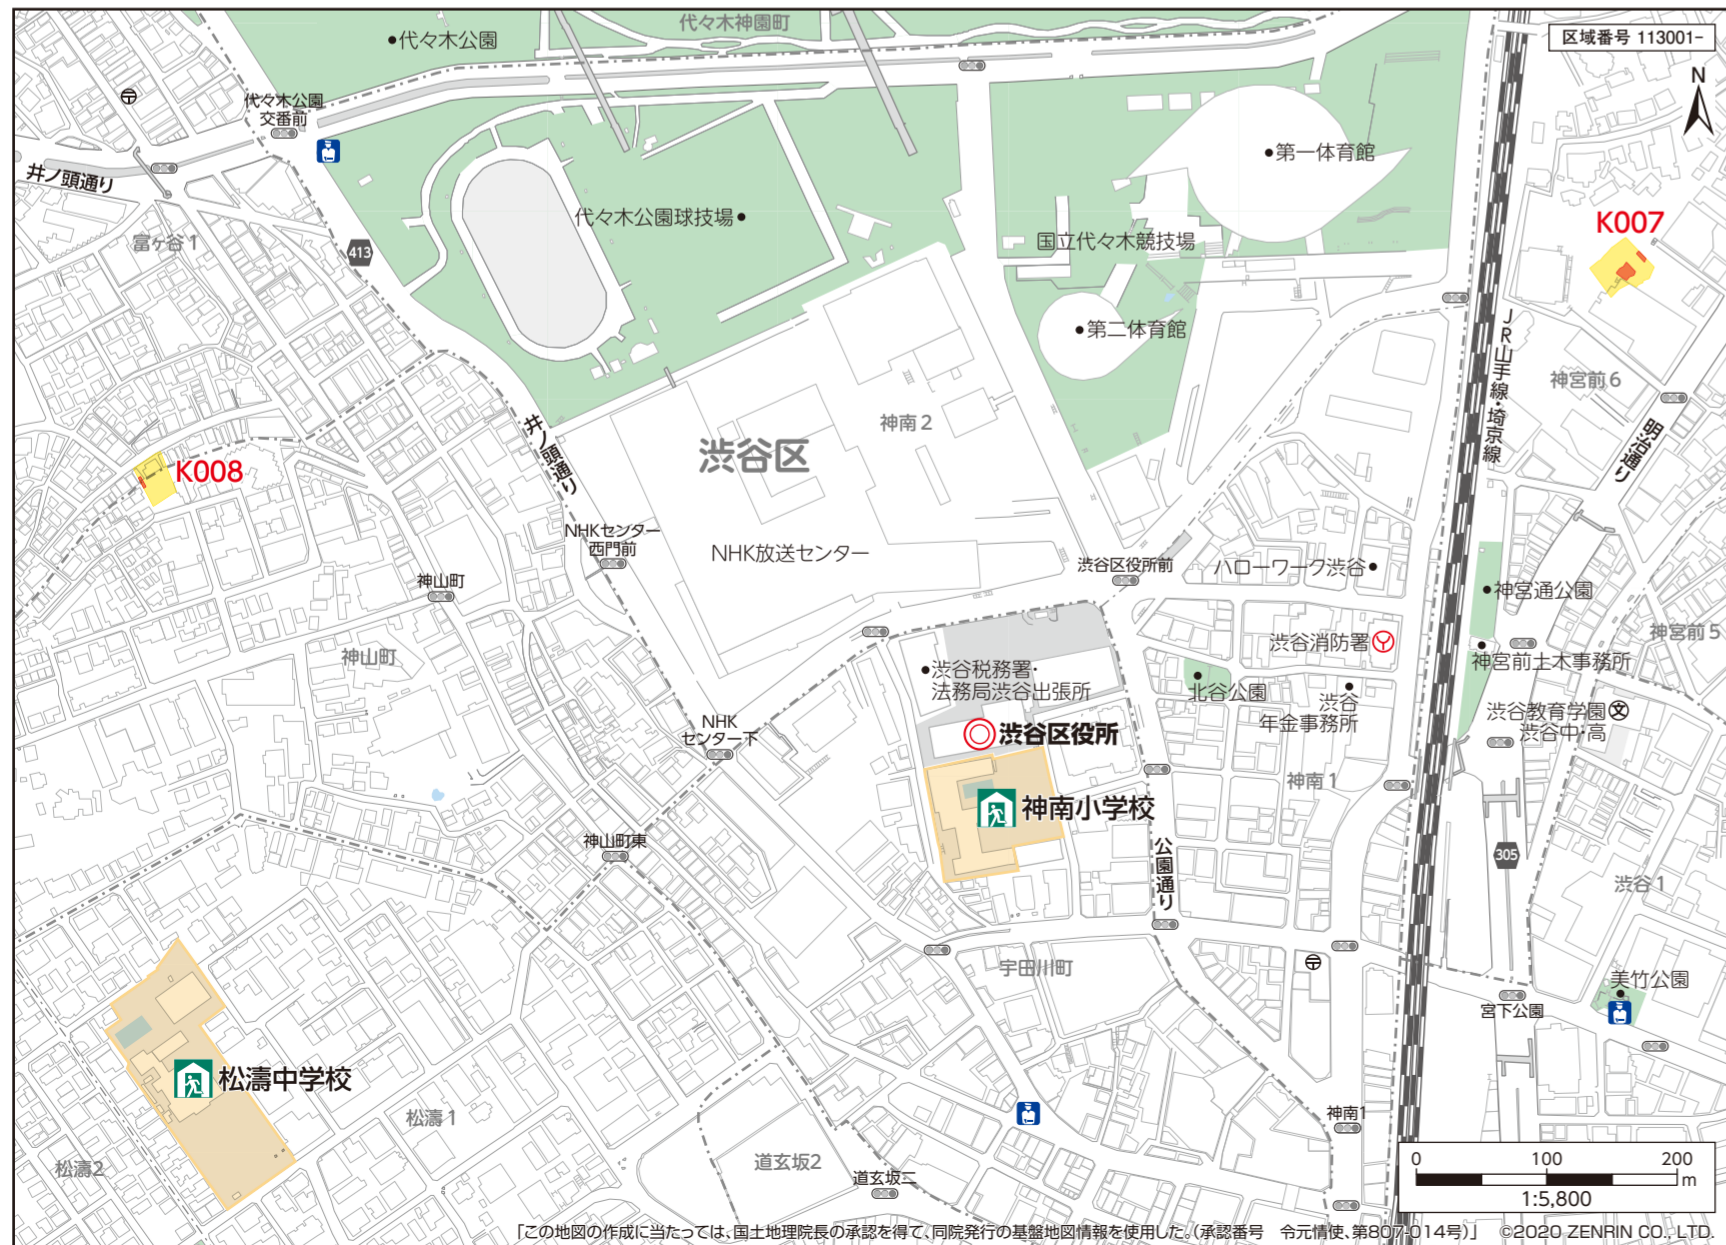 代々木神園町
区域番号 113001-
代々木公園
N
代々木公園
交番前
第一体育館
井ノ頭通り
K007
代々木公園球技場
富ヶ谷1
国立代々木競技場
413
JR山手線・埼京線
第二体育館
神宮前6
神南2
明治通り
井ノ頭通り
渋谷区
K008
NHKセンター
西門前
NHK放送センター
渋谷区役所前
ハローワーク渋谷
神山町
神宮通公園
神宮前5
渋谷消防署
神山町
神宮前土木事務所
渋谷税務署・
法務局渋谷出張所
北谷公園
渋谷
年金事務所
渋谷教育学園
渋谷中・高
文
NHK
センター下
渋谷区役所
神南1
神南小学校
神山町東
公園通り
305
渋谷1
宇田川町
美竹公園
宮下公園
松濤中学校
松濤1
神南1
道玄坂2
松濤2
道玄坂二
0 100 200
m
1:5,800
「この地図の作成に当たっては、国土地理院長の承認を得て、同院発行の基盤地図情報を使用した。(承認番号　令元情使、第807-014号)」　©2020 ZENRIN CO., LTD.